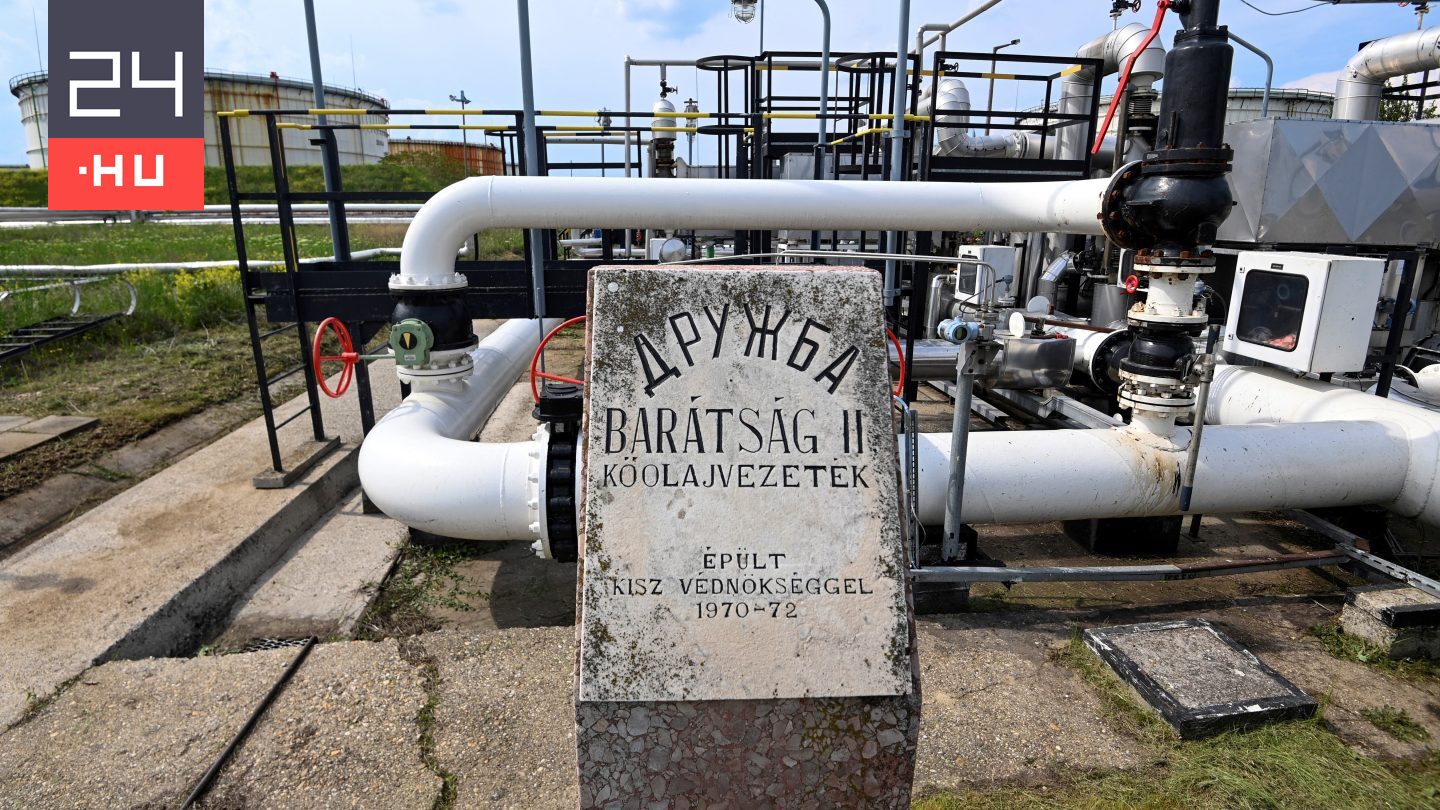 24
.HU
ДРУЖБА
BARÁTSÁG II
KŐOLAJVEZETÉK
ÉPÜLT
KISZ VÉDNÖKSÉGGEL
1970-72